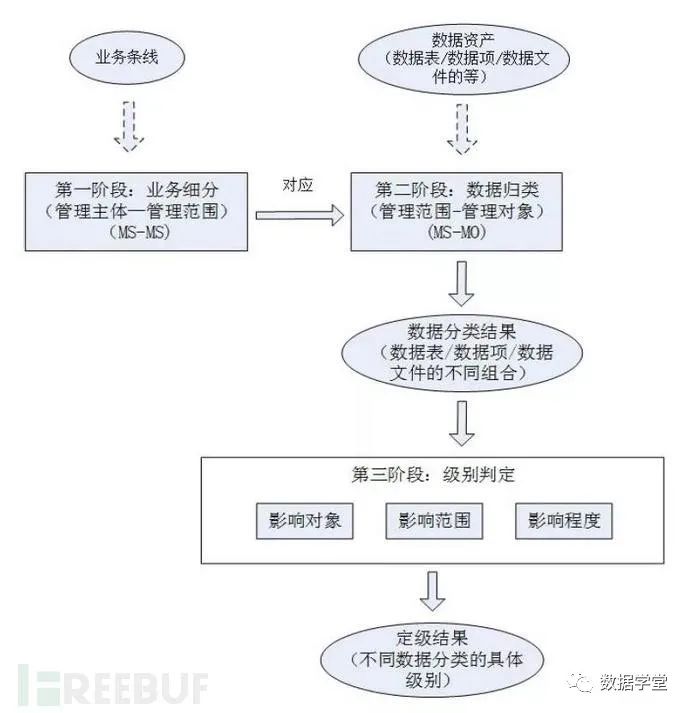 业务条线
数据资产
（数据表/数据项/数据文
件的等）
第一阶段：业务细分
（管理主体—管理范围）
（MS-MS)
对应
第二阶段：数据归类
（管理范围-管理对象）
(MS-MO)
数据分类结果
（数据表/数据项/数据
文件的不同组合）
第三阶段：级别判定
影响对象
影响范围
影响程度
定级结果
（不同数据分类的具体
级别）
FREEBUF
数据学堂